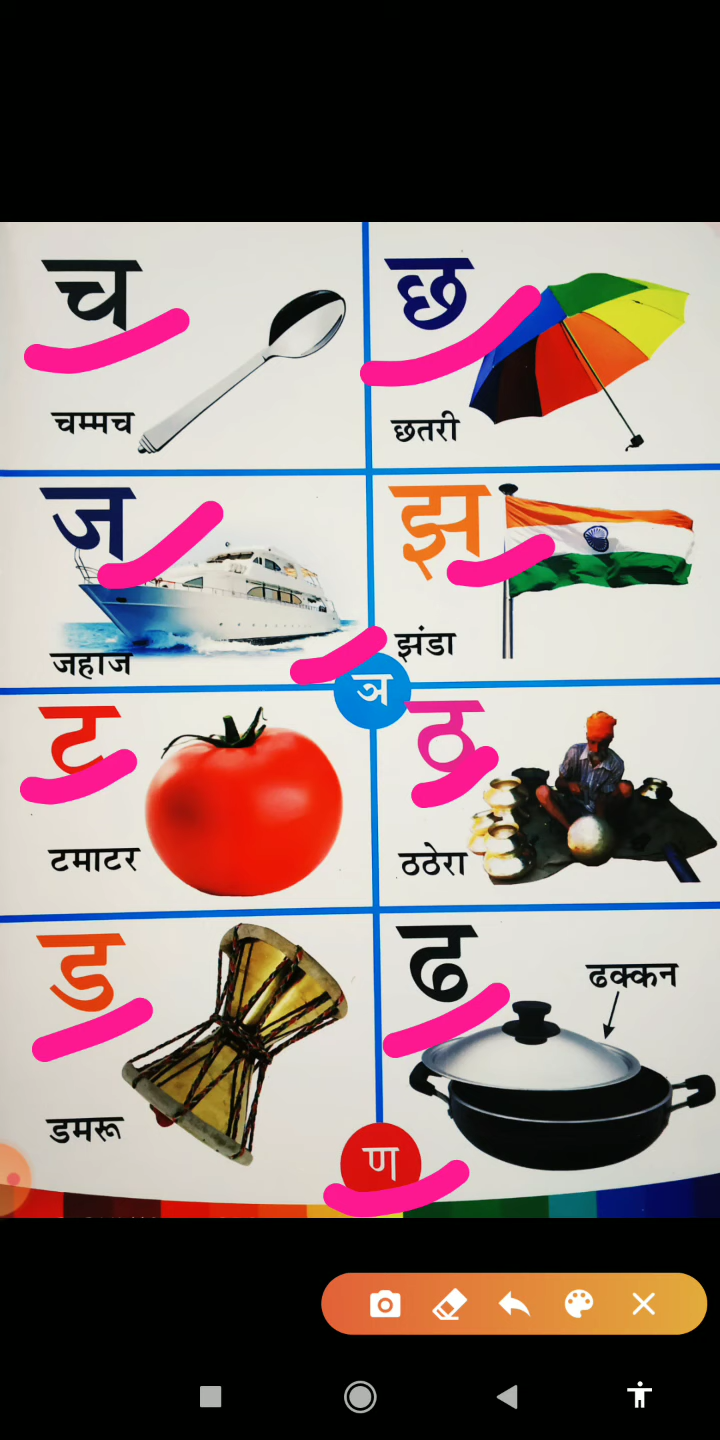 च
चम्मच
छ
छतरी
ज
जहाज
झ
झंडा
ञ
ट
टमाटर
ठ
ठठेरा
ड
डमरू
ढ
ढक्कन
ण